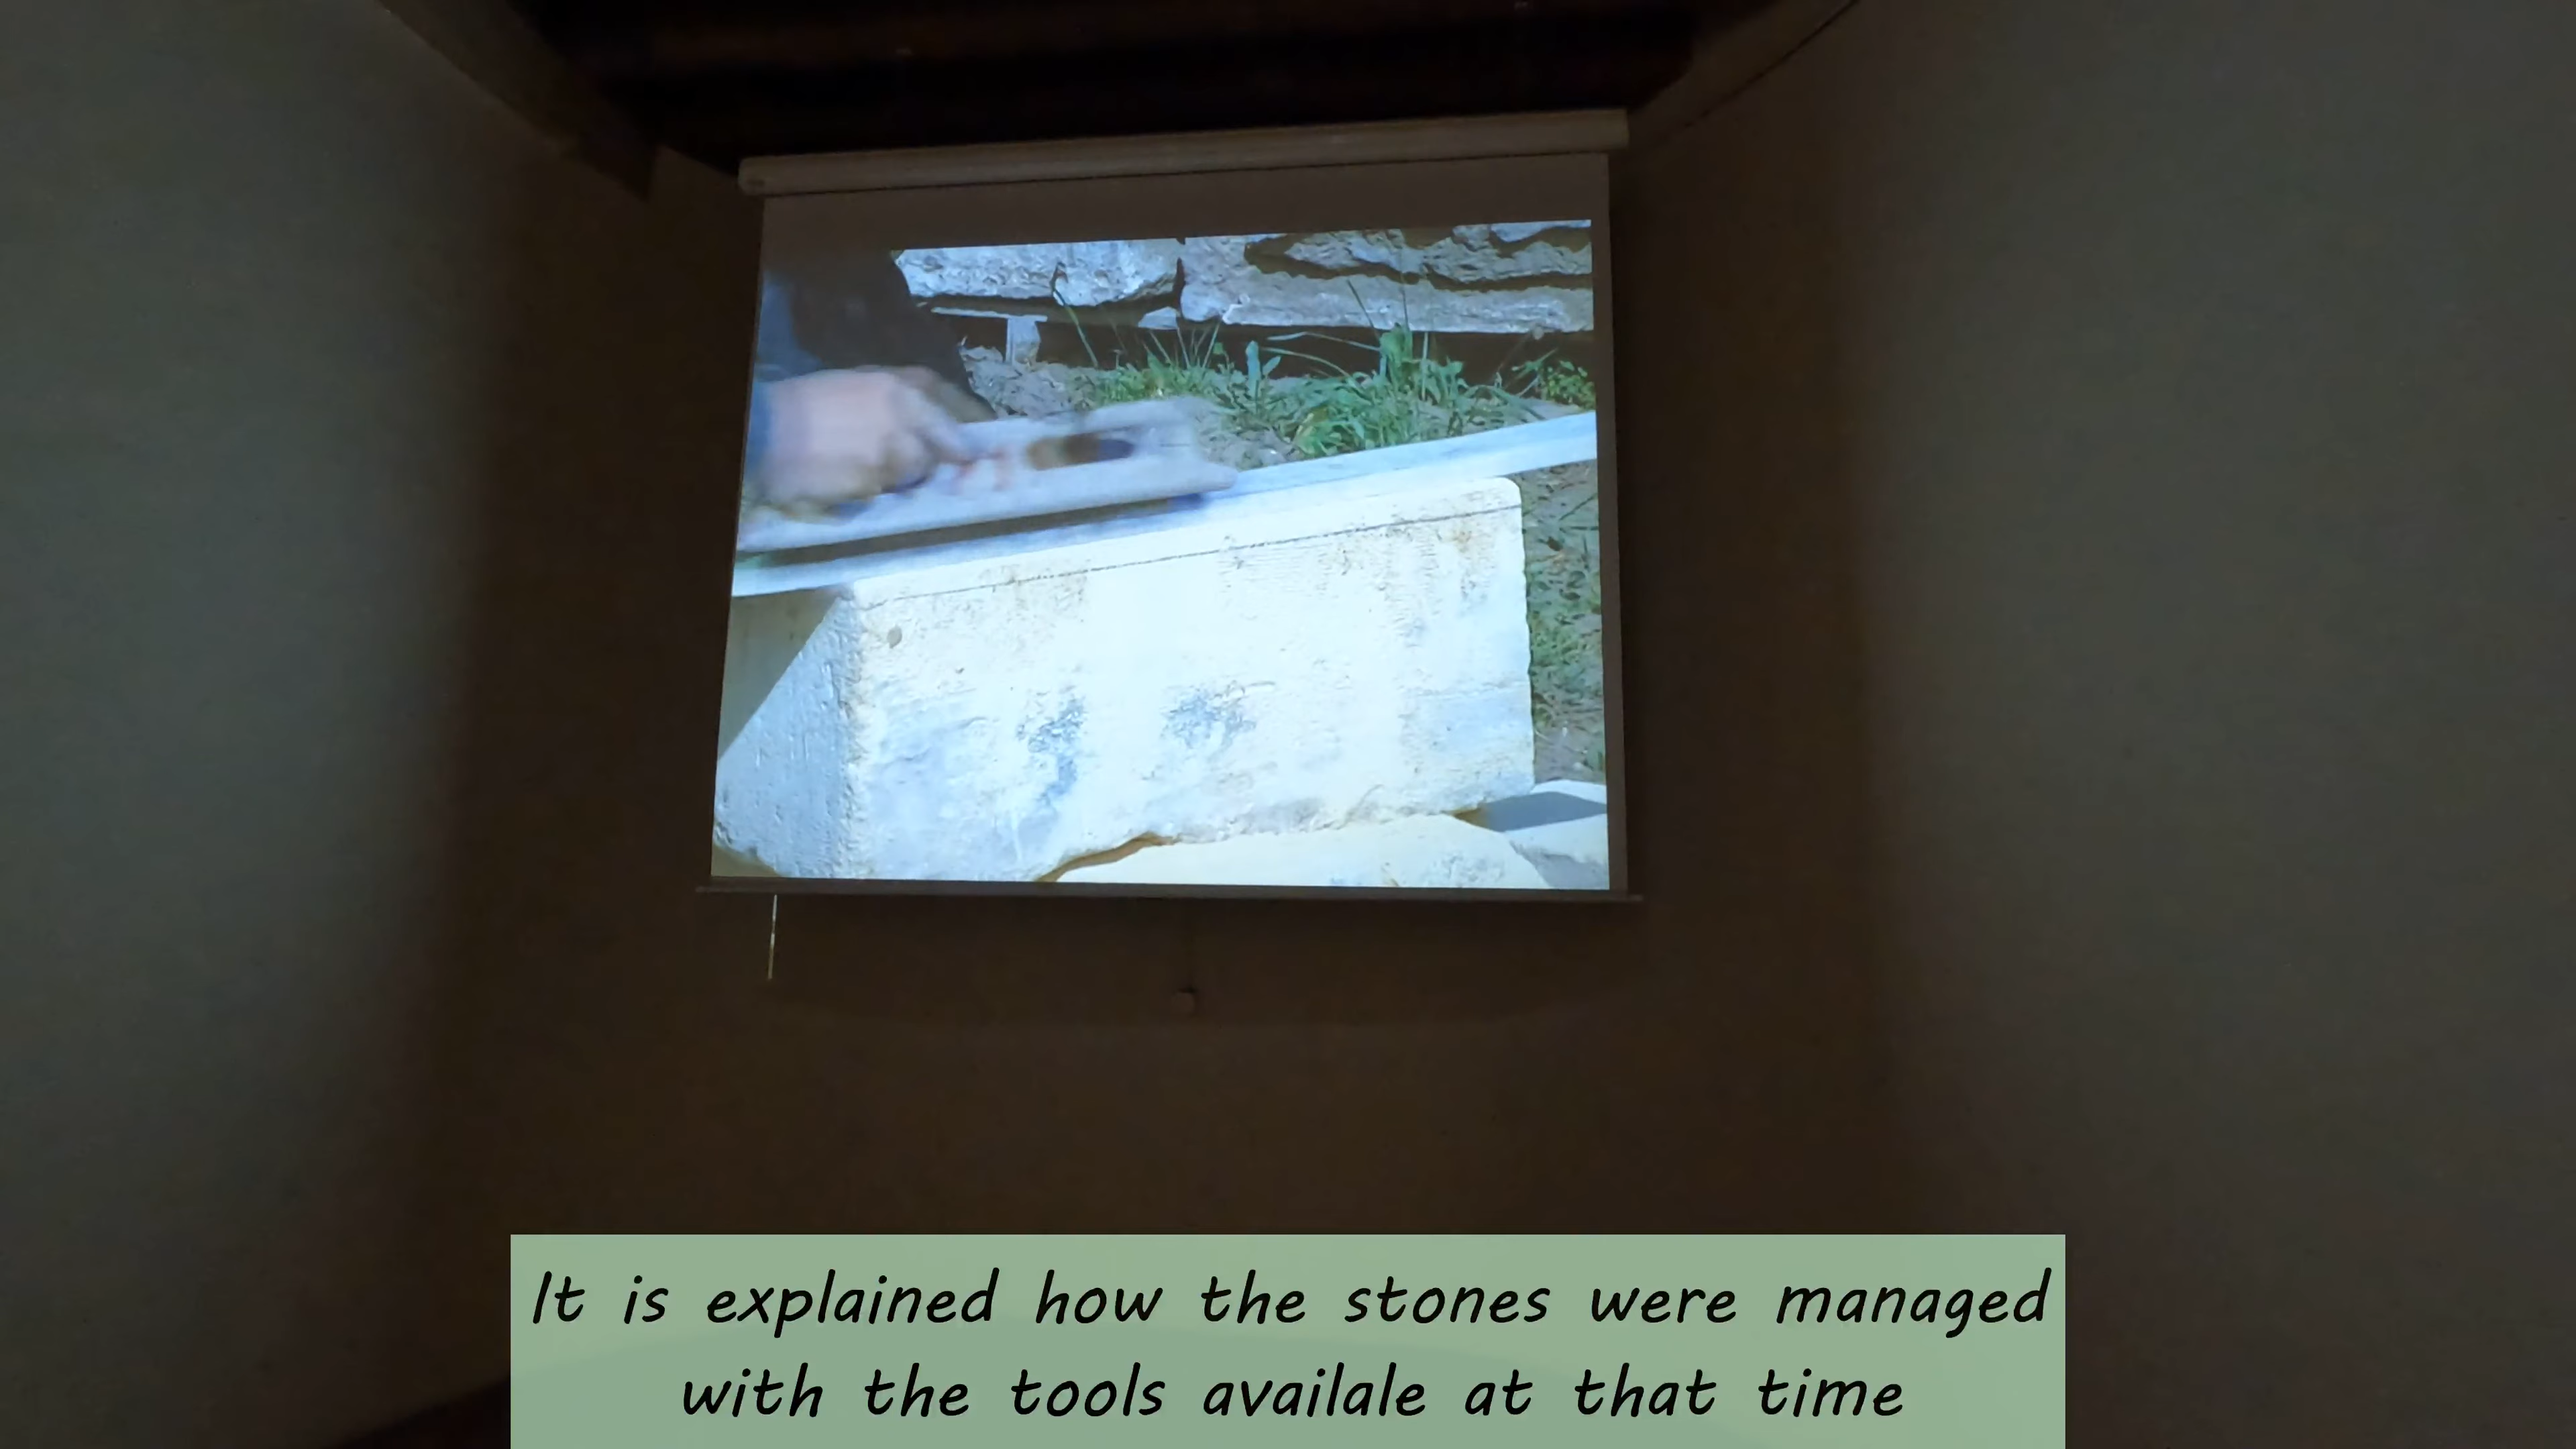 It is explained how the stones were managed
with the tools availale at that time